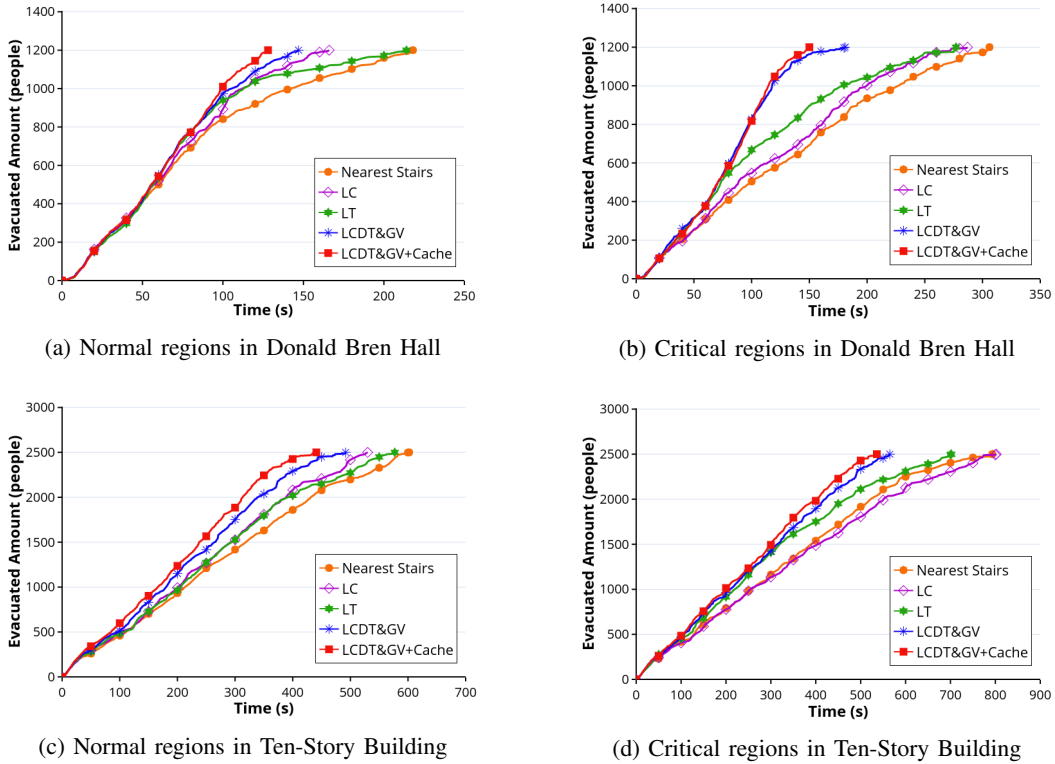 Evacuated Amount (people)
1400
1200
1000
800
600
400
200
0
0 50 100 150 200 250
Time (s)
Nearest Stairs
LC
LT
LCDT&GV
LCDT&GV+Cache
(a) Normal regions in Donald Bren Hall
Evacuated Amount (people)
1400
1200
1000
800
600
400
200
0
0 50 100 150 200 250 300 350
Time (s)
Nearest Stairs
LC
LT
LCDT&GV
LCDT&GV+Cache
(b) Critical regions in Donald Bren Hall
Evacuated Amount (people)
3000
2500
2000
1500
1000
500
0
0 100 200 300 400 500 600 700
Time (s)
Nearest Stairs
LC
LT
LCDT&GV
LCDT&GV+Cache
(c) Normal regions in Ten-Story Building
Evacuated Amount (people)
3000
2500
2000
1500
1000
500
0
0 100 200 300 400 500 600 700 800 900
Time (s)
Nearest Stairs
LC
LT
LCDT&GV
LCDT&GV+Cache
(d) Critical regions in Ten-Story Building